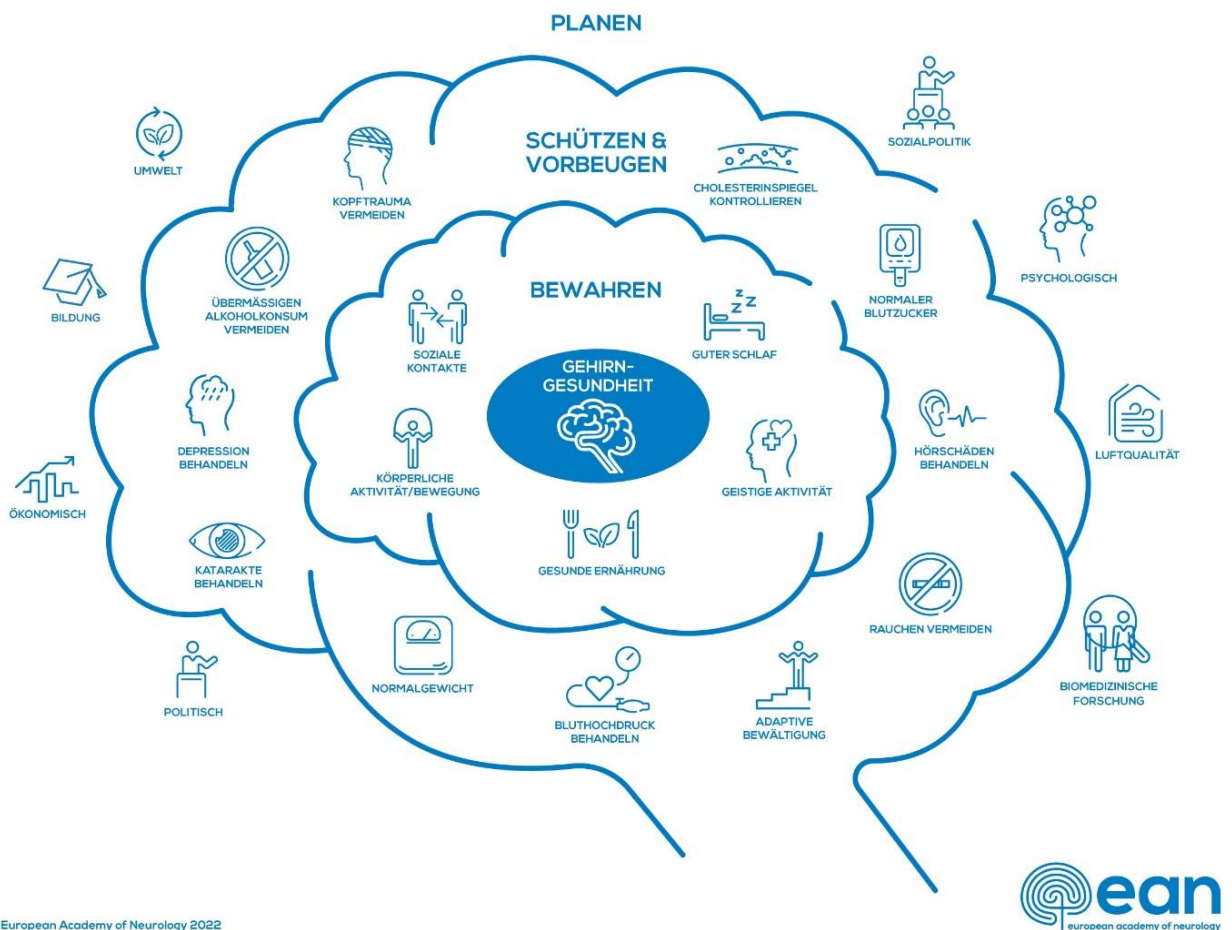 PLANEN
SOZIALPOLITIK
UMWELT
SCHÜTZEN &
VORBEUGEN
KOPFTRAUMA
VERMEIDEN
CHOLESTERINSPIEGEL
KONTROLLIEREN
PSYCHOLOGISCH
BILDUNG
ÜBERMÄSSIGEN
ALKOHOLKONSUM
VERMEIDEN
BEWAHREN
NORMALER
BLUTZUCKER
z z z
SOZIALE
KONTAKTE
GUTER SCHLAF
GEHIRN-
GESUNDHEIT
DEPRESSION
BEHANDELN
HÖRSCHÄDEN
BEHANDELN
LUFTQUALITÄT
KÖRPERLICHE
AKTIVITÄT/BEWEGUNG
GEISTIGE AKTIVITÄT
ÖKONOMISCH
KATARAKTE
BEHANDELN
GESUNDE ERNÄHRUNG
RAUCHEN VERMEIDEN
POLITISCH
NORMALGEWICHT
BLUTHOCHDRUCK
BEHANDELN
ADAPTIVE
BEWÄLTIGUNG
BIOMEDIZINISCHE
FORSCHUNG
European Academy of Neurology 2022
ean
european academy of neurology